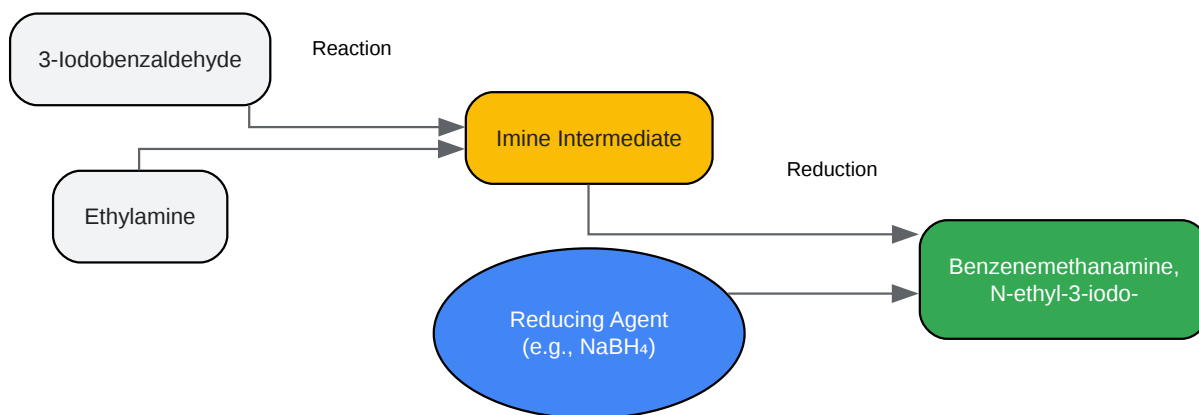 3-Iodobenzaldehyde
Reaction
Imine Intermediate
Ethylamine
Reduction
Benzenemethanamine,
N-ethyl-3-iodo-
Reducing Agent
(e.g., NaBH₄)